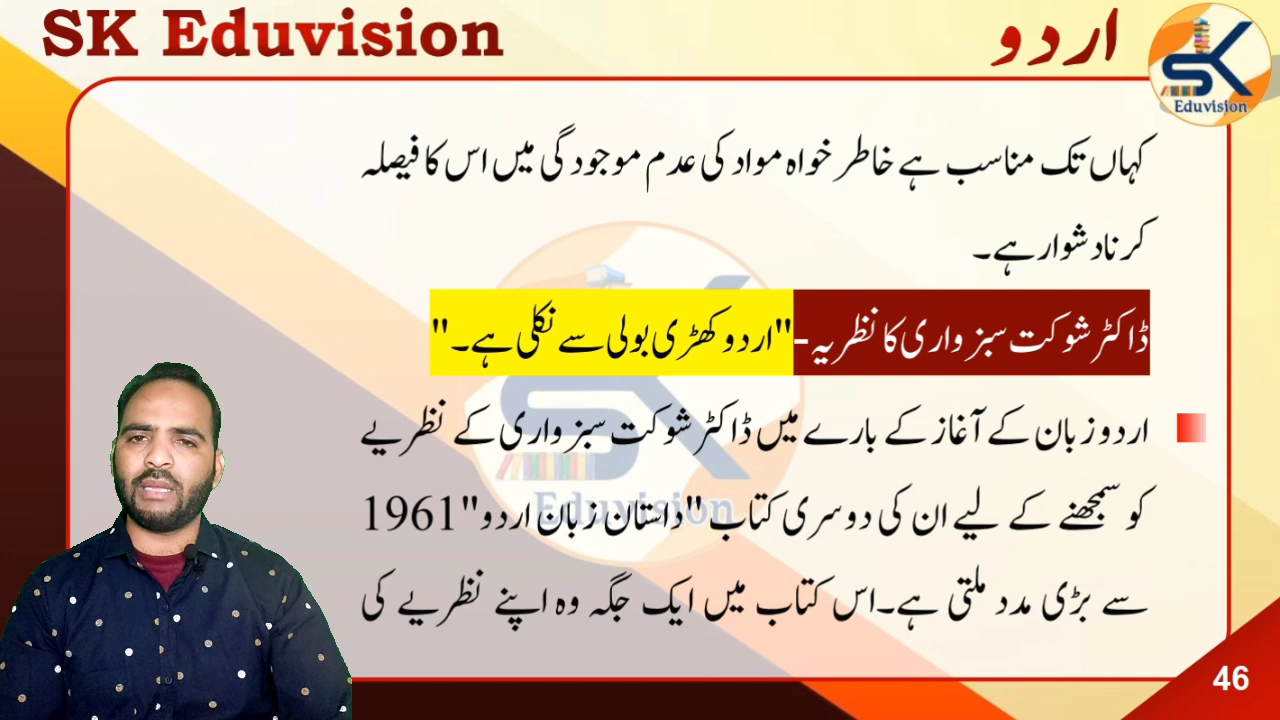 SK Eduvision
اردو
SK
Eduvision
کہاں تک مناسب ہے خاطر خواہ مواد کی عدم موجودگی میں اس کا فیصلہ
کرنا دشوار ہے۔
ڈاکٹر شوکت سبزواری کا نظریہ- "اردو کھڑی بولی سے نکلی ہے۔"
اردو زبان کے آغاز کے بارے میں ڈاکٹر شوکت سبزواری کے نظریے
کو سمجھنے کے لیے ان کی دوسری کتاب "داستان زبان اردو" 1961
سے بڑی مدد ملتی ہے۔اس کتاب میں ایک جگہ وہ اپنے نظریے کی
SK
Eduvision
46